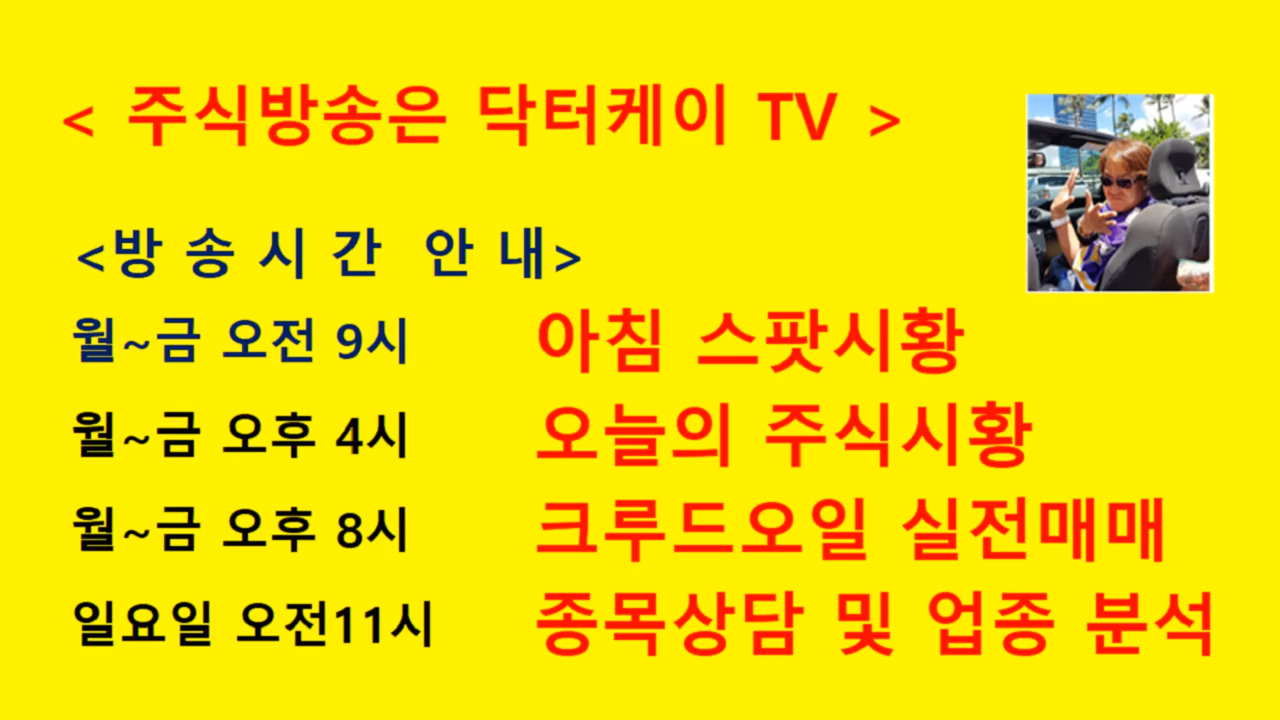 < 주식방송은 닥터케이 TV >
<방 송 시 간 안 내>
월~금 오전 9시 아침 스팟시황
월~금 오후 4시 오늘의 주식시황
월~금 오후 8시 크루드오일 실전매매
일요일 오전11시 종목상담 및 업종 분석